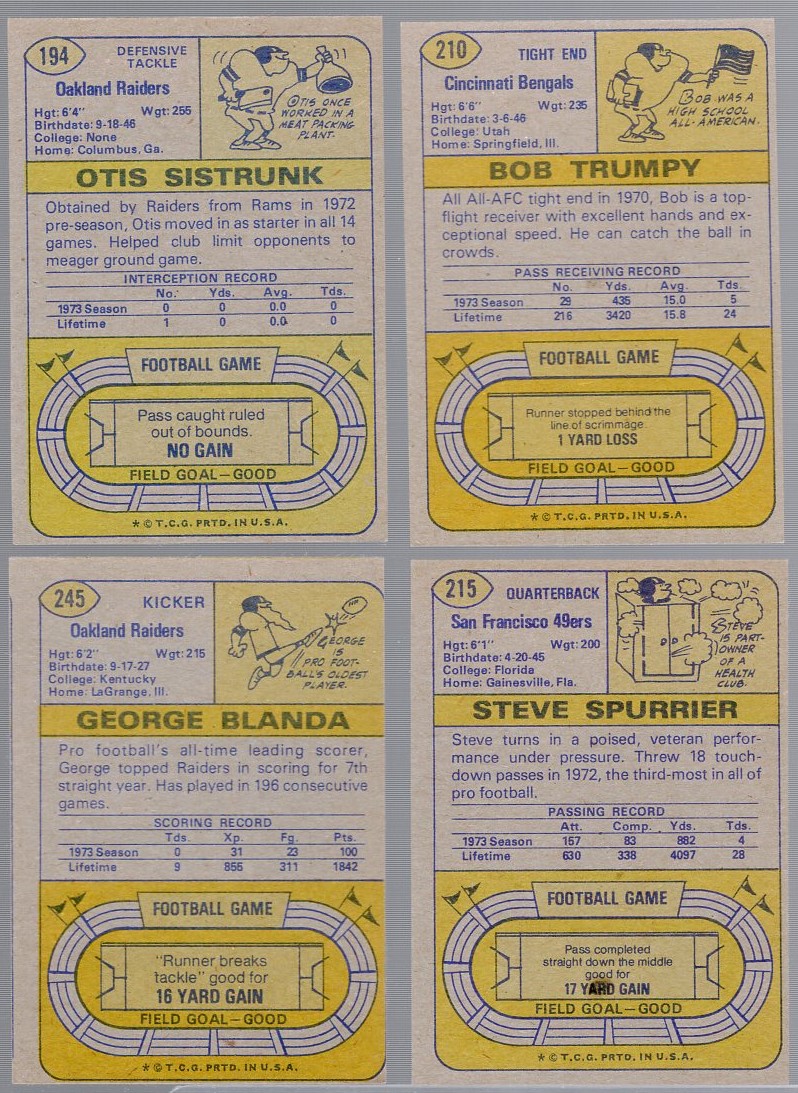 194
DEFENSIVE
TACKLE
Oakland Raiders
Hgt: 6'4" Wgt: 255
Birthdate: 9-18-46
College: None
Home: Columbus, Ga.
OTIS ONCE
WORKED IN A
MEAT PACKING
PLANT.
OTIS SISTRUNK
Obtained by Raiders from Rams in 1972
pre-season, Otis moved in as starter in all 14
games. Helped club limit opponents to
meager ground game.
INTERCEPTION RECORD
No. Yds. Avg. Tds.
1973 Season 0 0 0.0 0
Lifetime 1 0 0.0 0
FOOTBALL GAME
Pass caught ruled
out of bounds.
NO GAIN
FIELD GOAL—GOOD
* © T.C.G. PRTD. IN U.S.A.
210
TIGHT END
Cincinnati Bengals
Hgt: 6'6" Wgt: 235
Birthdate: 3-6-46
College: Utah
Home: Springfield, Ill.
BOB WAS A
HIGH SCHOOL
ALL-AMERICAN.
BOB TRUMPY
All All-AFC tight end in 1970, Bob is a top-
flight receiver with excellent hands and ex-
ceptional speed. He can catch the ball in
crowds.
PASS RECEIVING RECORD
No. Yds. Avg. Tds.
1973 Season 29 435 15.0 5
Lifetime 216 3420 15.8 24
FOOTBALL GAME
Runner stopped behind the
line of scrimmage.
1 YARD LOSS
FIELD GOAL—GOOD
* © T.C.G. PRTD. IN U.S.A.
245
KICKER
Oakland Raiders
Hgt: 6'2" Wgt: 215
Birthdate: 9-17-27
College: Kentucky
Home: LaGrange, Ill.
HP
GEORGE
IS
PRO FOOT-
BALL'S OLDEST
PLAYER.
GEORGE BLANDA
Pro football's all-time leading scorer,
George topped Raiders in scoring for 7th
straight year. Has played in 196 consecutive
games.
SCORING RECORD
Tds. Xp. Fg. Pts.
1973 Season 0 31 23 100
Lifetime 9 855 311 1842
FOOTBALL GAME
"Runner breaks
tackle" good for
16 YARD GAIN
FIELD GOAL—GOOD
* © T.C.G. PRTD. IN U.S.A.
215
QUARTERBACK
San Francisco 49ers
Hgt: 6'1" Wgt: 200
Birthdate: 4-20-45
College: Florida
Home: Gainesville, Fla.
STEVE
IS PART-
OWNER
OF A
HEALTH
CLUB.
STEVE SPURRIER
Steve turns in a poised, veteran perfor-
mance under pressure. Threw 18 touch-
down passes in 1972, the third-most in all of
pro football.
PASSING RECORD
Att. Comp. Yds. Tds.
1973 Season 157 83 882 4
Lifetime 630 338 4097 28
FOOTBALL GAME
Pass completed
straight down the middle
good for
17 YARD GAIN
FIELD GOAL—GOOD
* © T.C.G. PRTD. IN U.S.A.